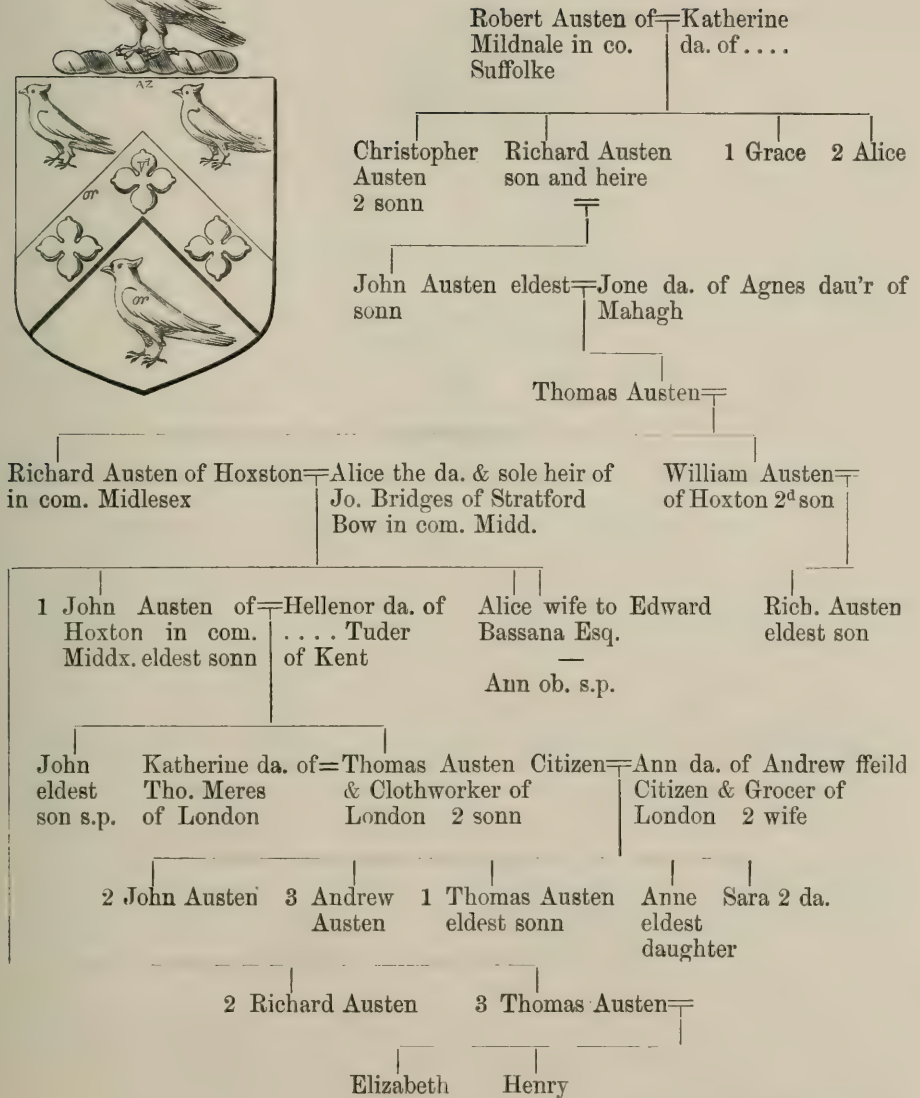 Robert Austen of Katherine
Mildnale in co. da. of ....
Suffolke
AZ
or
or
Christopher Richard Austen 1 Grace 2 Alice
Austen son and heire
2 sonn
John Austen eldest Jone da. of Agnes dau'r of
sonn Mahagh
Thomas Austen
Richard Austen of Hoxston Alice the da. & sole heir of William Austen
in com. Midlesex Jo. Bridges of Stratford of Hoxton 2d son
Bow in com. Midd.
1 John Austen of Hellenor da. of Alice wife to Edward Rich. Austen
Hoxton in com. .... Tuder Bassana Esq. eldest son
Middx. eldest sonn of Kent —
Ann ob. s.p.
John Katherine da. of = Thomas Austen Citizen Ann da. of Andrew ffeild
eldest Tho. Meres & Clothworker of Citizen & Grocer of
son s.p. of London London 2 sonn London 2 wife
2 John Austen 3 Andrew 1 Thomas Austen Anne Sara 2 da.
Austen eldest sonn eldest
daughter
2 Richard Austen 3 Thomas Austen
Elizabeth Henry